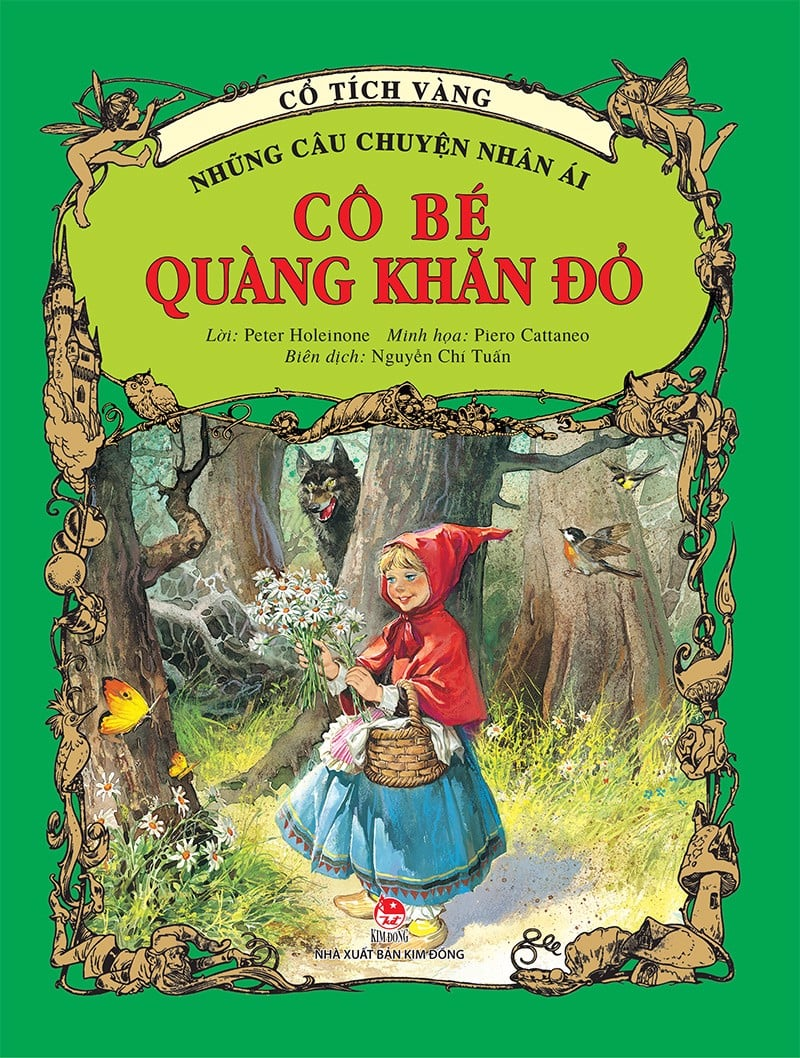 CỔ TÍCH VÀNG
NHỮNG CÂU CHUYỆN NHÂN ÁI
CÔ BÉ
QUÀNG KHĂN ĐỎ
Lời: Peter Holeinone Minh họa: Piero Cattaneo
Biên dịch: Nguyễn Chí Tuấn
KIM ĐỒNG
NHÀ XUẤT BẢN KIM ĐỒNG